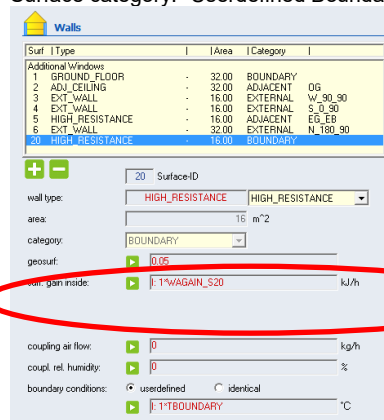 Surface category: Userdefined Bounda
Walls
Surf | Type | | Area | Category |
Additional Windows
1 GROUND_FLOOR - 32.00 BOUNDARY
2 ADJ_CEILING - 32.00 ADJACENT OG
3 EXT_WALL - 16.00 EXTERNAL W_90_90
4 EXT_WALL - 16.00 EXTERNAL S_0_90
5 HIGH_RESISTANCE - 16.00 ADJACENT EG_EB
6 EXT_WALL - 32.00 EXTERNAL N_180_90
20 HIGH_RESISTANCE - 16.00 BOUNDARY
20 Surface-ID
wall type: HIGH_RESISTANCE HIGH_RESISTANCE
area: 16 m^2
category: BOUNDARY
geosurf: 0.05
surf. gain inside: I: 1*WAGAIN_S20 kJ/h
coupling air flow: 0 kg/h
coupl. rel. humidity: 0 %
boundary conditions: userdefined identical
I: 1*TBOUNDARY °C